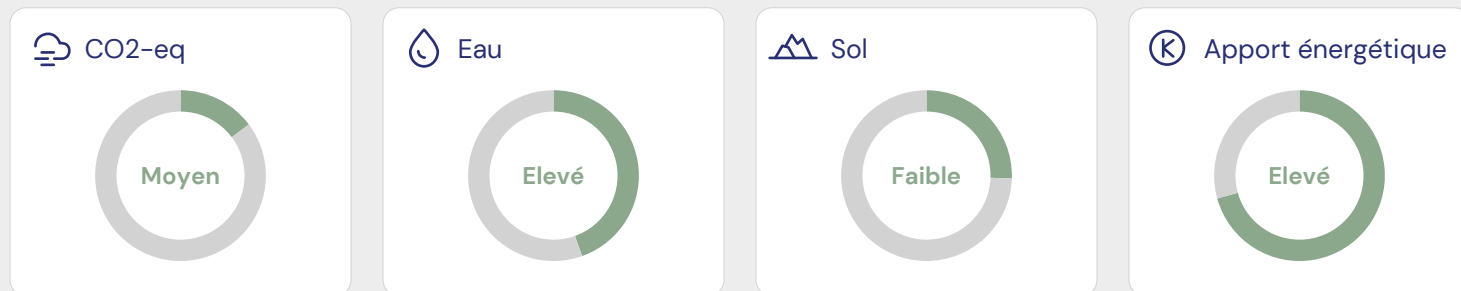 CO2-eq
Moyen
Eau
Elevé
Sol
Faible
Apport énergétique
Elevé